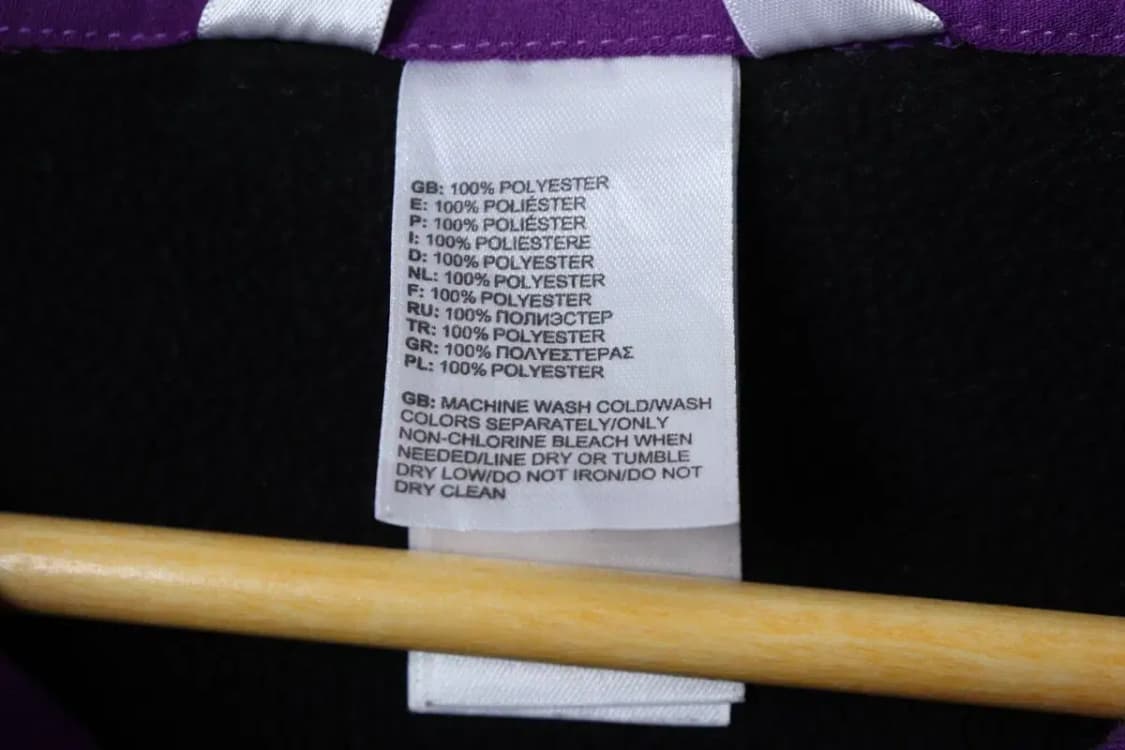 GB: 100% POLYESTER
E: 100% POLIÉSTER
P: 100% POLIÉSTER
I: 100% POLIESTERE
D: 100% POLYESTER
NL: 100% POLYESTER
F: 100% POLYESTER
RU: 100% ПОЛИЭСТЕР
TR: 100% POLYESTER
GR: 100% ΠΟΛΥΕΣΤΕΡΑΣ
PL: 100% POLYESTER
GB: MACHINE WASH COLD/WASH
COLORS SEPARATELY/ONLY
NON-CHLORINE BLEACH WHEN
NEEDED/LINE DRY OR TUMBLE
DRY LOW/DO NOT IRON/DO NOT
DRY CLEAN